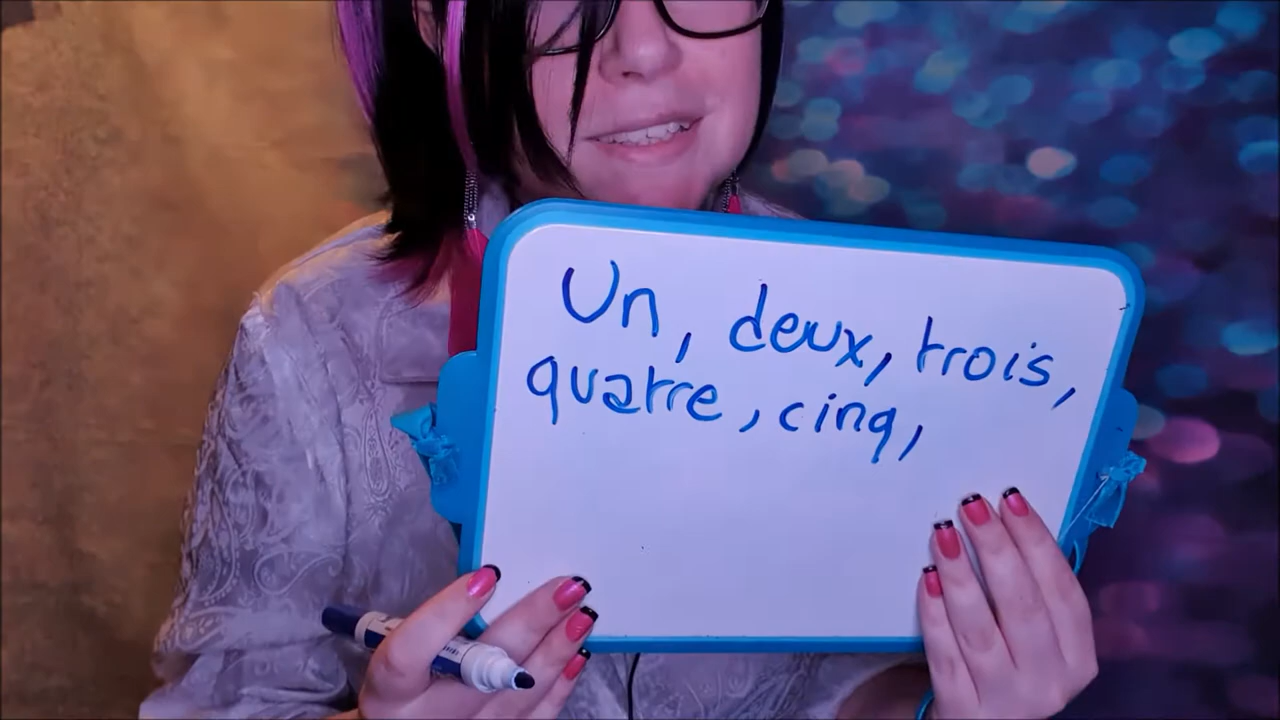 Un, deux, trois,
quatre, cinq,